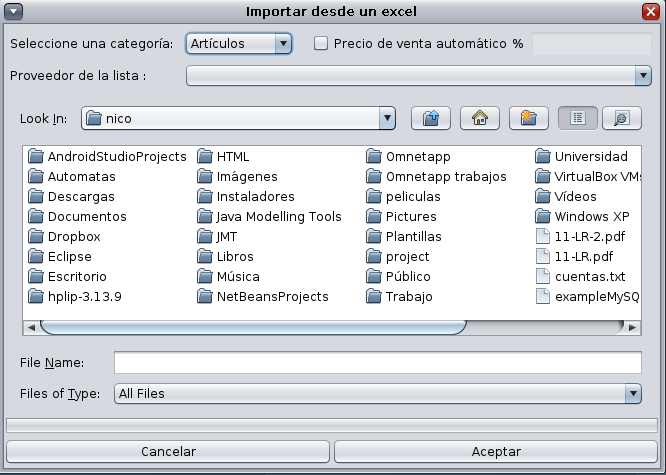 Importar desde un excel
Seleccione una categoría: Artículos Precio de venta automático %
Proveedor de la lista :
Look In: nico
AndroidStudioProjects HTML Omnetapp Universidad
Automatas Imágenes Omnetapp trabajos VirtualBox VMs
Descargas Instaladores peliculas Vídeos
Documentos Java Modelling Tools Pictures Windows XP
Dropbox JMT Plantillas 11-LR-2.pdf
Eclipse Libros project 11-LR.pdf
Escritorio Música Público cuentas.txt
hplip-3.13.9 NetBeansProjects Trabajo exampleMySQ
File Name:
Files of Type: All Files
Cancelar Aceptar